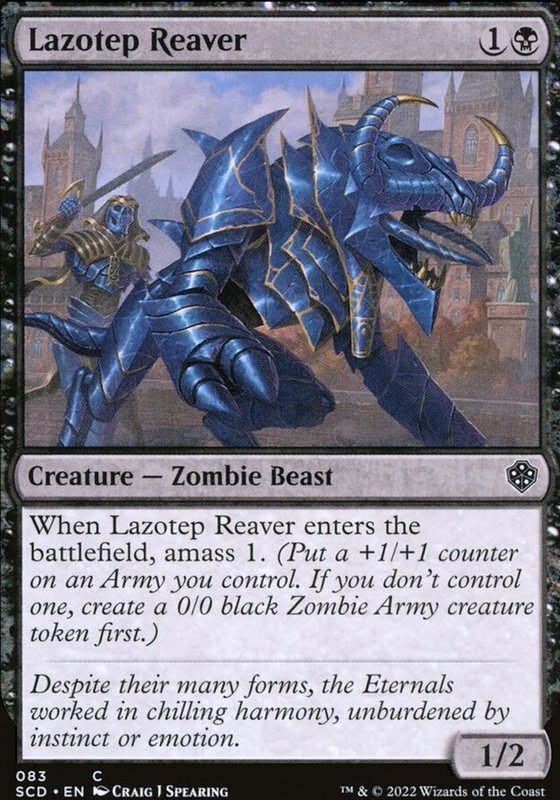 Lazotep Reaver 1
Creature — Zombie Beast
When Lazotep Reaver enters the
battlefield, amass 1. (Put a +1/+1 counter
on an Army you control. If you don't control
one, create a 0/0 black Zombie Army creature
token first.)
Despite their many forms, the Eternals
worked in chilling harmony, unburdened by
instinct or emotion.
1/2
083 C
SCD • EN CRAIG J SPEARING ™ & © 2022 Wizards of the Coast